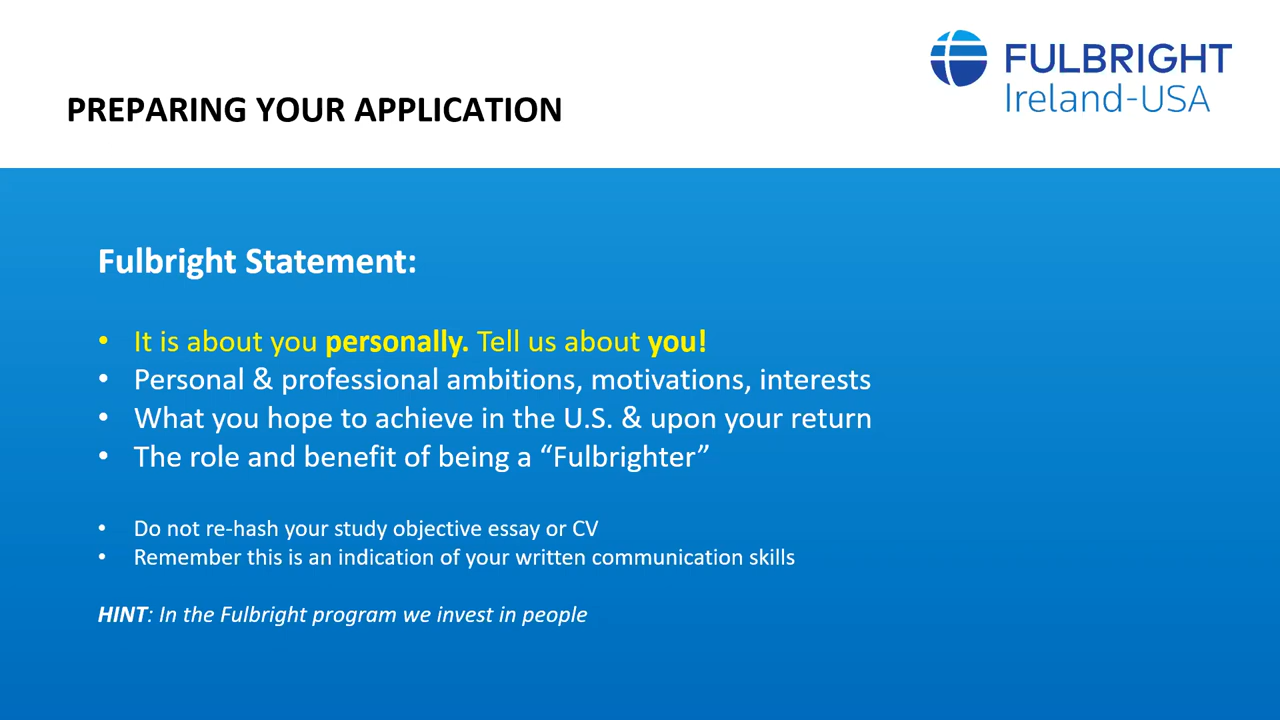 FULBRIGHT
Ireland-USA
PREPARING YOUR APPLICATION
Fulbright Statement:
• It is about you personally. Tell us about you!
• Personal & professional ambitions, motivations, interests
• What you hope to achieve in the U.S. & upon your return
• The role and benefit of being a “Fulbrighter”
• Do not re-hash your study objective essay or CV
• Remember this is an indication of your written communication skills
HINT: In the Fulbright program we invest in people